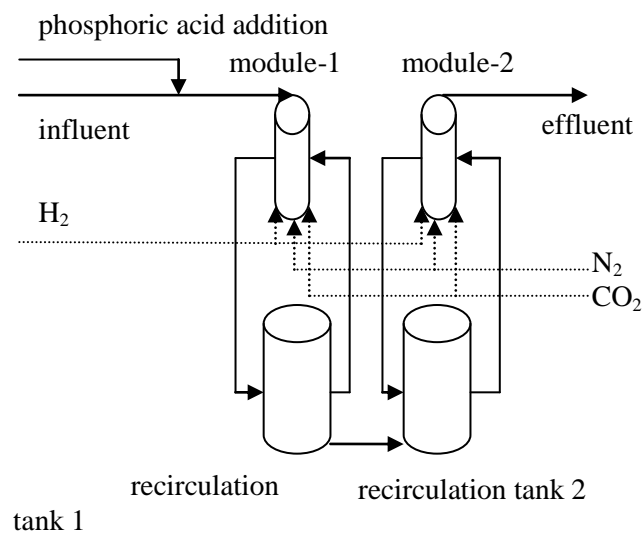 phosphoric acid addition
module-1
module-2
influent
effluent
H2
N2
CO2
recirculation
tank 1
recirculation tank 2